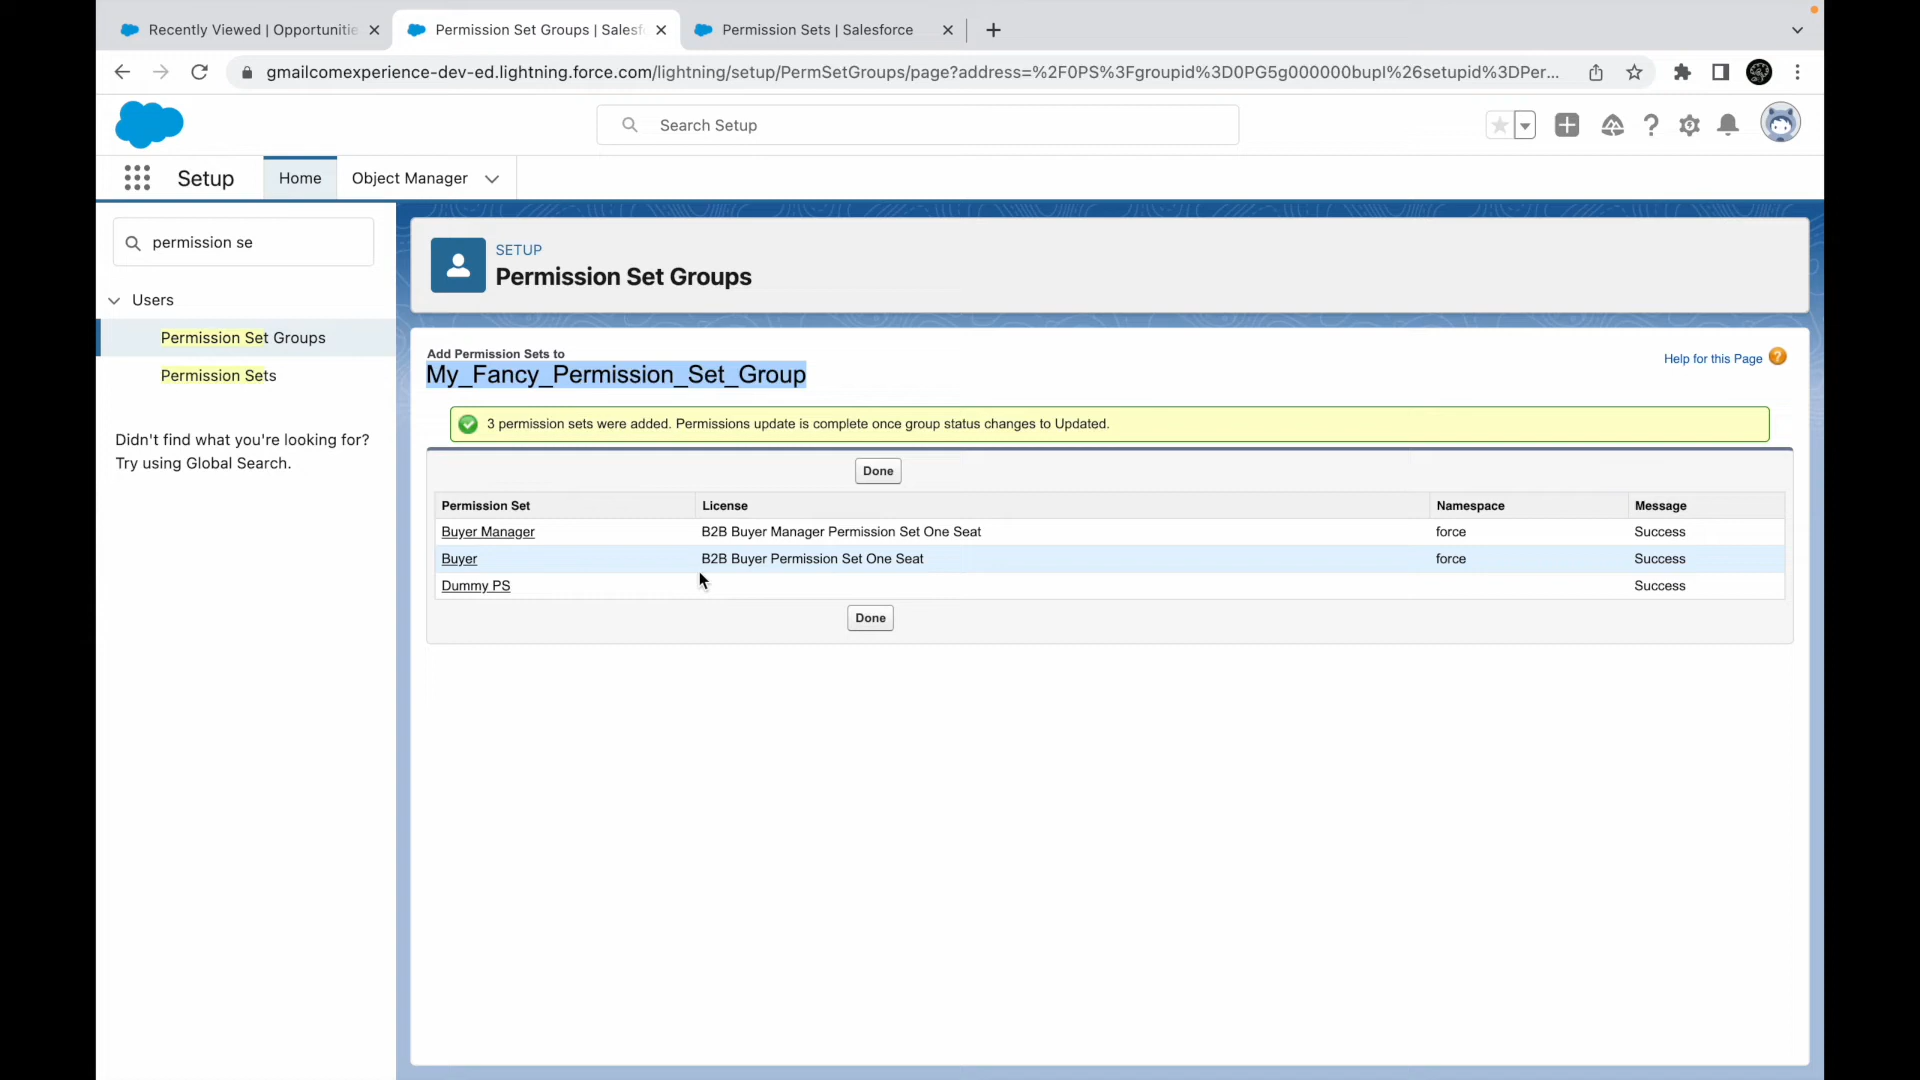 Recently Viewed | Opportunitie
Permission Set Groups | Salesf
Permission Sets | Salesforce
gmailcomexperience-dev-ed.lightning.force.com/lightning/setup/PermSetGroups/page?address=%2F0PS%3Fgroupid%3D0PG5g000000bupl%26setupid%3DPer...
Search Setup
Setup
Home
Object Manager
permission se
Users
Permission Set Groups
Permission Sets
Didn't find what you're looking for?
Try using Global Search.
SETUP
Permission Set Groups
Add Permission Sets to
My_Fancy_Permission_Set_Group
Help for this Page ?
3 permission sets were added. Permissions update is complete once group status changes to Updated.
Done
Permission Set License Namespace Message
Buyer Manager B2B Buyer Manager Permission Set One Seat force Success
Buyer B2B Buyer Permission Set One Seat force Success
Dummy PS Success
Done